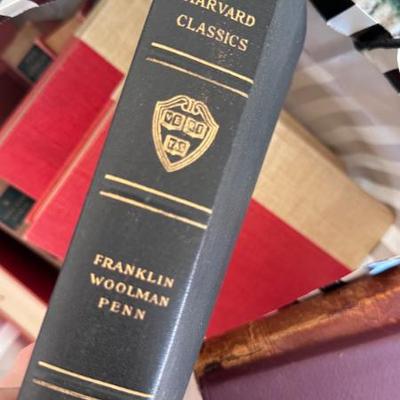 HARVARD
CLASSICS
VE RI
TAS
FRANKLIN
WOOLMAN
PENN